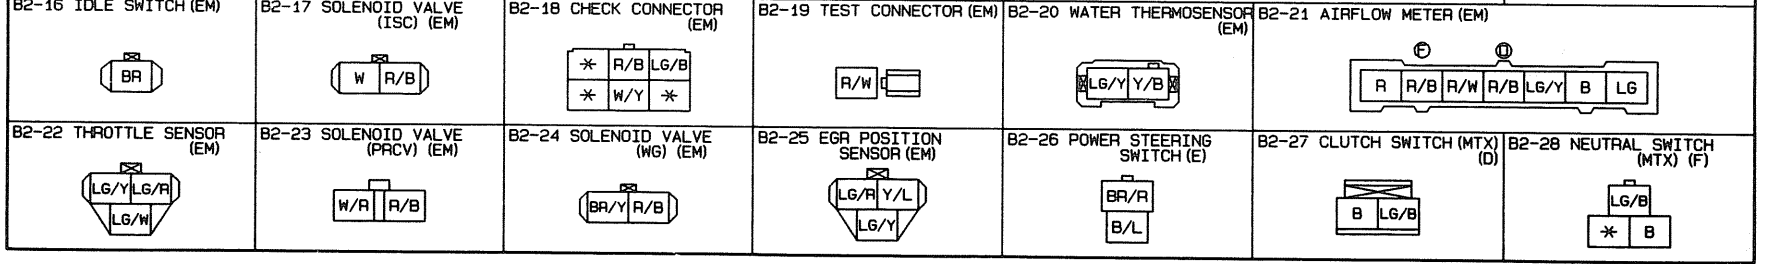 B2-16 IDLE SWITCH (EM)
BR
B2-17 SOLENOID VALVE
(ISC) (EM)
W R/B
B2-18 CHECK CONNECTOR
(EM)
* R/B LG/B
* W/Y *
B2-19 TEST CONNECTOR (EM)
R/W
B2-20 WATER THERMOSENSOR
(EM)
LG/Y Y/B
B2-21 AIRFLOW METER (EM)
F
R R/B R/W R/B LG/Y B LG
B2-22 THROTTLE SENSOR
(EM)
LG/Y LG/R
LG/W
B2-23 SOLENOID VALVE
(PRCV) (EM)
W/R R/B
B2-24 SOLENOID VALVE
(WG) (EM)
BR/Y R/B
B2-25 EGR POSITION
SENSOR (EM)
LG/R Y/L
LG/Y
B2-26 POWER STEERING
SWITCH (E)
BR/R
B/L
B2-27 CLUTCH SWITCH (MTX)
(D)
B LG/B
B2-28 NEUTRAL SWITCH
(MTX) (F)
LG/B
* B